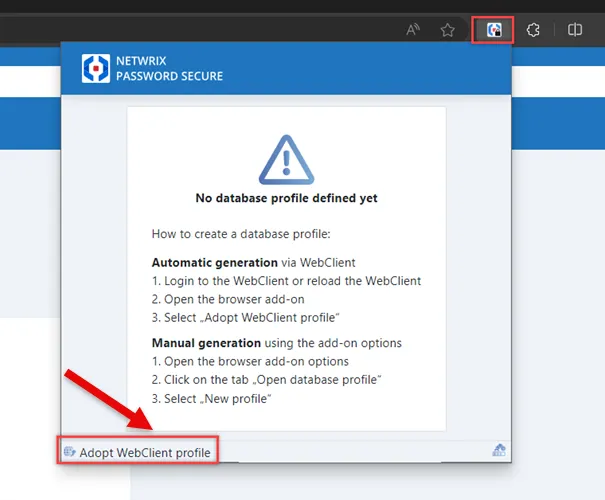 NETWRIX
PASSWORD SECURE
No database profile defined yet
How to create a database profile:
Automatic generation via WebClient
1. Login to the WebClient or reload the WebClient
2. Open the browser add-on
3. Select „Adopt WebClient profile“
Manual generation using the add-on options
1. Open the browser add-on options
2. Click on the tab „Open database profile“
3. Select „New profile“
Adopt WebClient profile